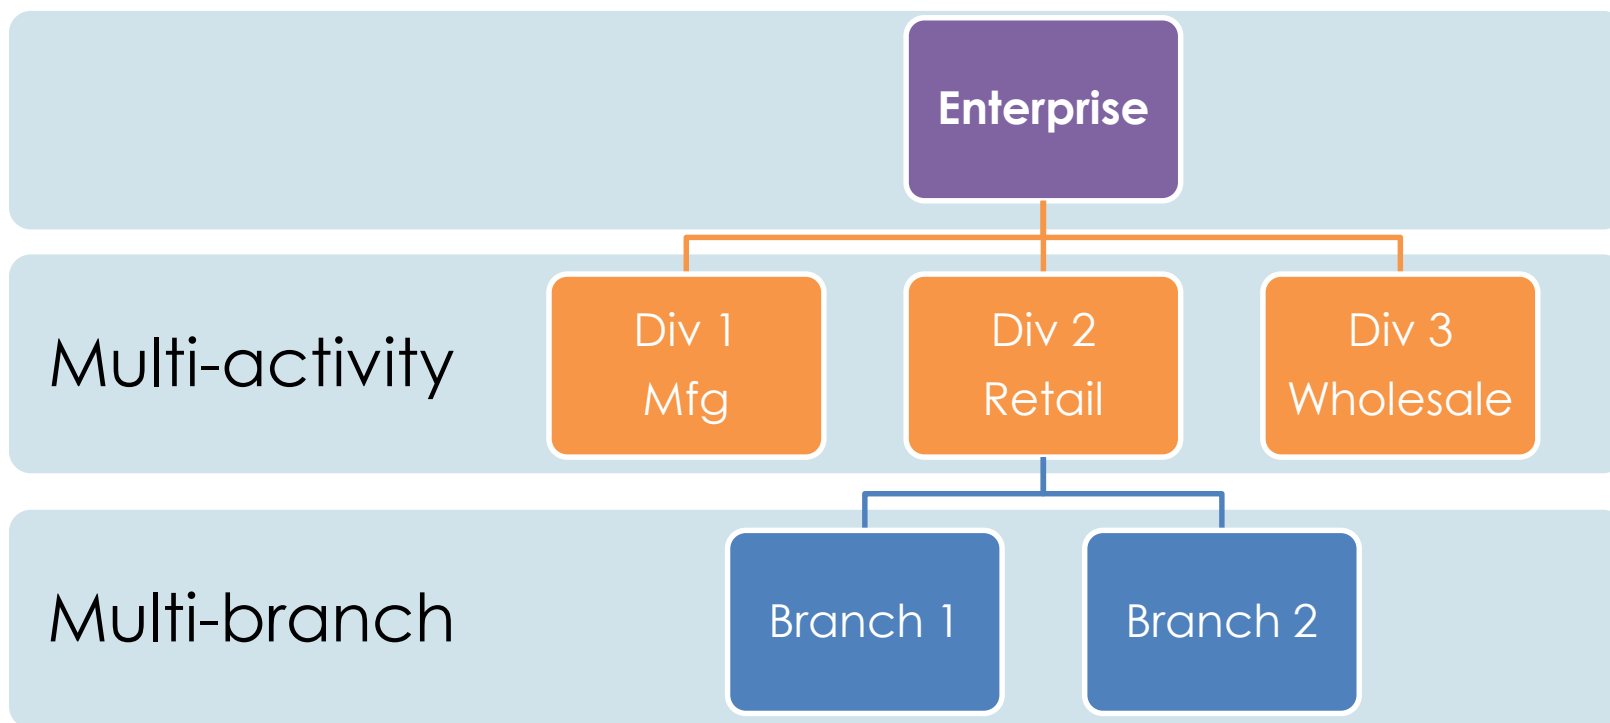 Enterprise
Multi-activity
Div 1
Mfg
Div 2
Retail
Div 3
Wholesale
Multi-branch
Branch 1
Branch 2